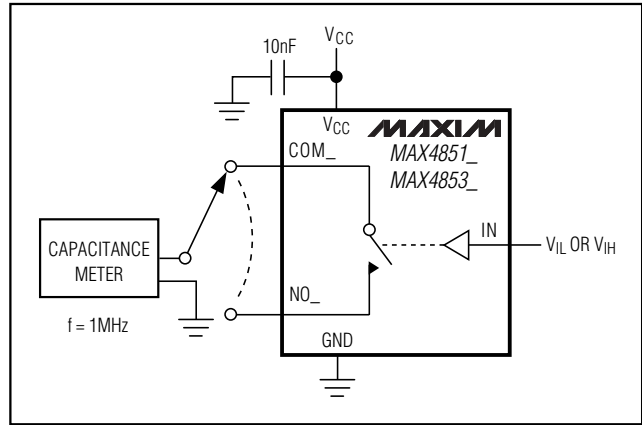 10nF
VCC
VCC
MAXIM
MAX4851_
MAX4853_
COM_
IN
VIL OR VIH
CAPACITANCE
METER
NO_
f = 1MHz
GND